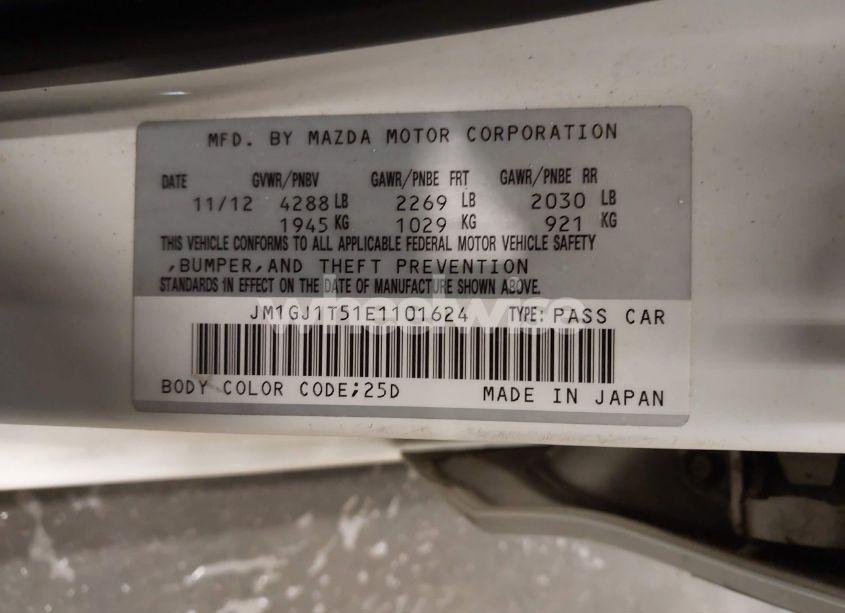 MFD. BY MAZDA MOTOR CORPORATION
DATE GVWR/PNBV GAWR/PNBE FRT GAWR/PNBE RR
11/12 4288 LB 2269 LB 2030 LB
1945 KG 1029 KG 921 KG
THIS VEHICLE CONFORMS TO ALL APPLICABLE FEDERAL MOTOR VEHICLE SAFETY
,BUMPER,AND THEFT PREVENTION
STANDARDS IN EFFECT ON THE DATE OF MANUFACTURE SHOWN ABOVE.
wheelwise
JM1GJ1T51E1101624 TYPE: PASS CAR
BODY COLOR CODE;25D MADE IN JAPAN